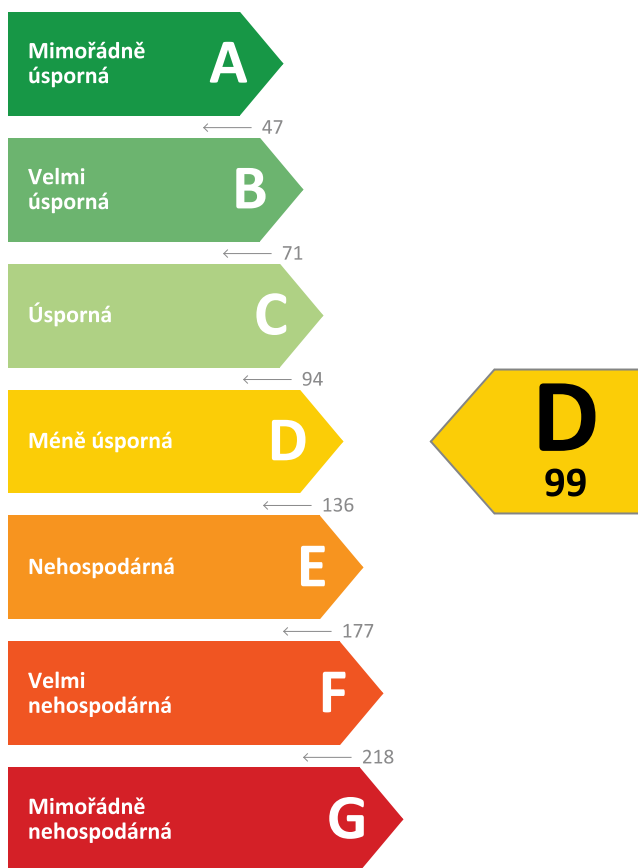 Mimořádně
úsporná
A
47
Velmi
úsporná
B
71
Úsporná
C
94
Méně úsporná
D
D
99
136
Nehospodárná
E
177
Velmi
nehospodárná
F
218
Mimořádně
nehospodárná
G